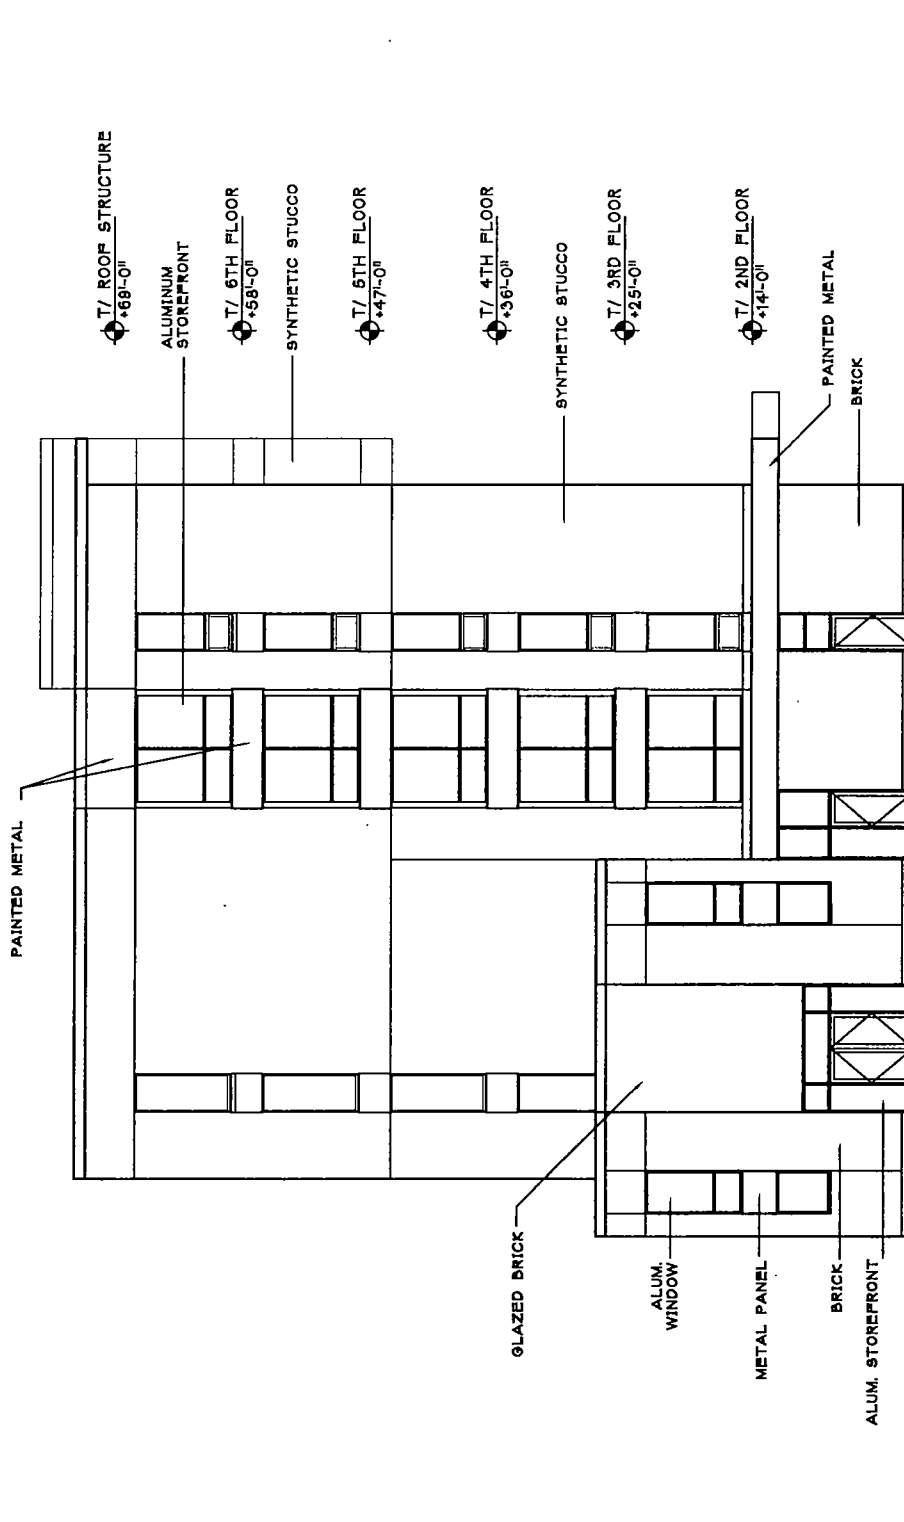 PAINTED METAL
T/ ROOF STRUCTURE
+69'-0"
ALUMINUM
STOREFRONT
T/ 6TH FLOOR
+58'-0"
SYNTHETIC STUCCO
T/ 5TH FLOOR
+47'-0"
T/ 4TH FLOOR
+36'-0"
GLAZED BRICK
SYNTHETIC STUCCO
T/ 3RD FLOOR
+25'-0"
ALUM.
WINDOW
T/ 2ND FLOOR
+14'-0"
METAL PANEL
PAINTED METAL
BRICK
BRICK
ALUM. STOREFRONT